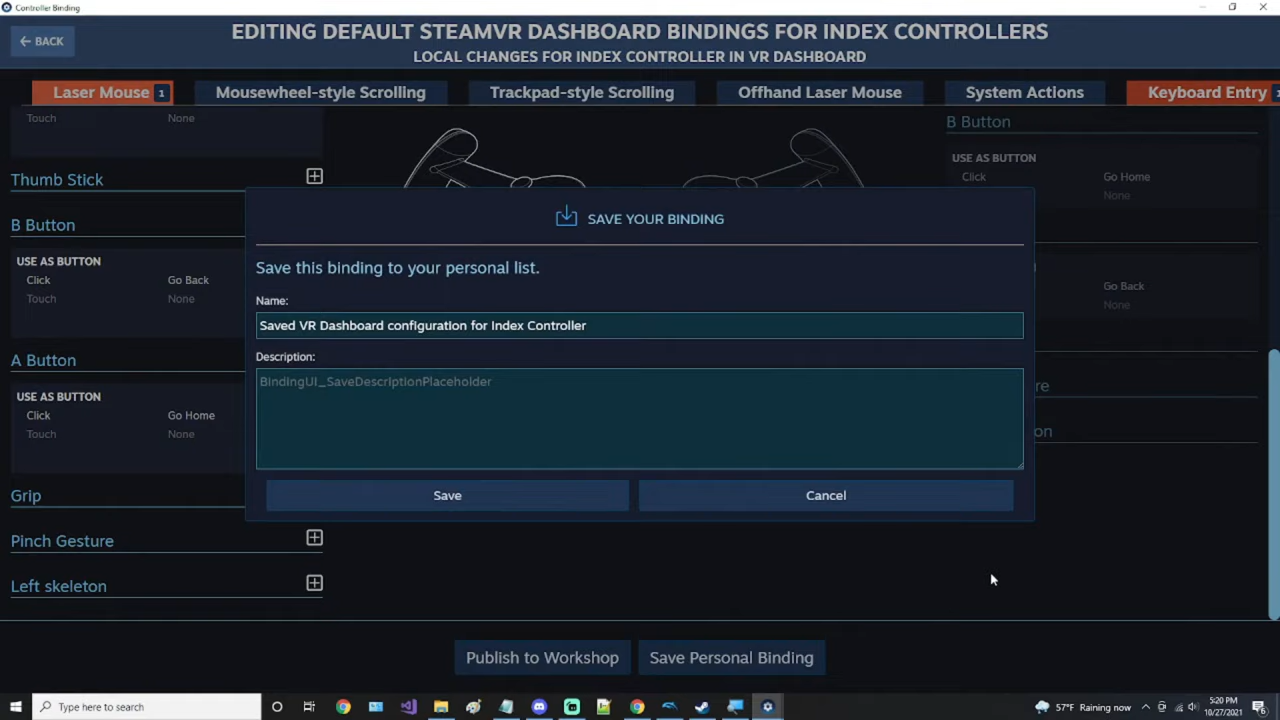 Controller Binding
← BACK
EDITING DEFAULT STEAMVR DASHBOARD BINDINGS FOR INDEX CONTROLLERS
LOCAL CHANGES FOR INDEX CONTROLLER IN VR DASHBOARD
Laser Mouse 1
Mousewheel-style Scrolling
Trackpad-style Scrolling
Offhand Laser Mouse
System Actions
Keyboard Entry
Touch None
Thumb Stick
B Button
USE AS BUTTON
Click Go Back
Touch None
A Button
USE AS BUTTON
Click Go Home
Touch None
Grip
Pinch Gesture
Left skeleton
SAVE YOUR BINDING
Save this binding to your personal list.
Name:
Saved VR Dashboard configuration for Index Controller
Description:
BindingUI_SaveDescriptionPlaceholder
Save
Cancel
B Button
USE AS BUTTON
Click Go Home
None
Go Back
None
re
on
Publish to Workshop
Save Personal Binding
Type here to search
57°F Raining now
5:20 PM
10/27/2021
6